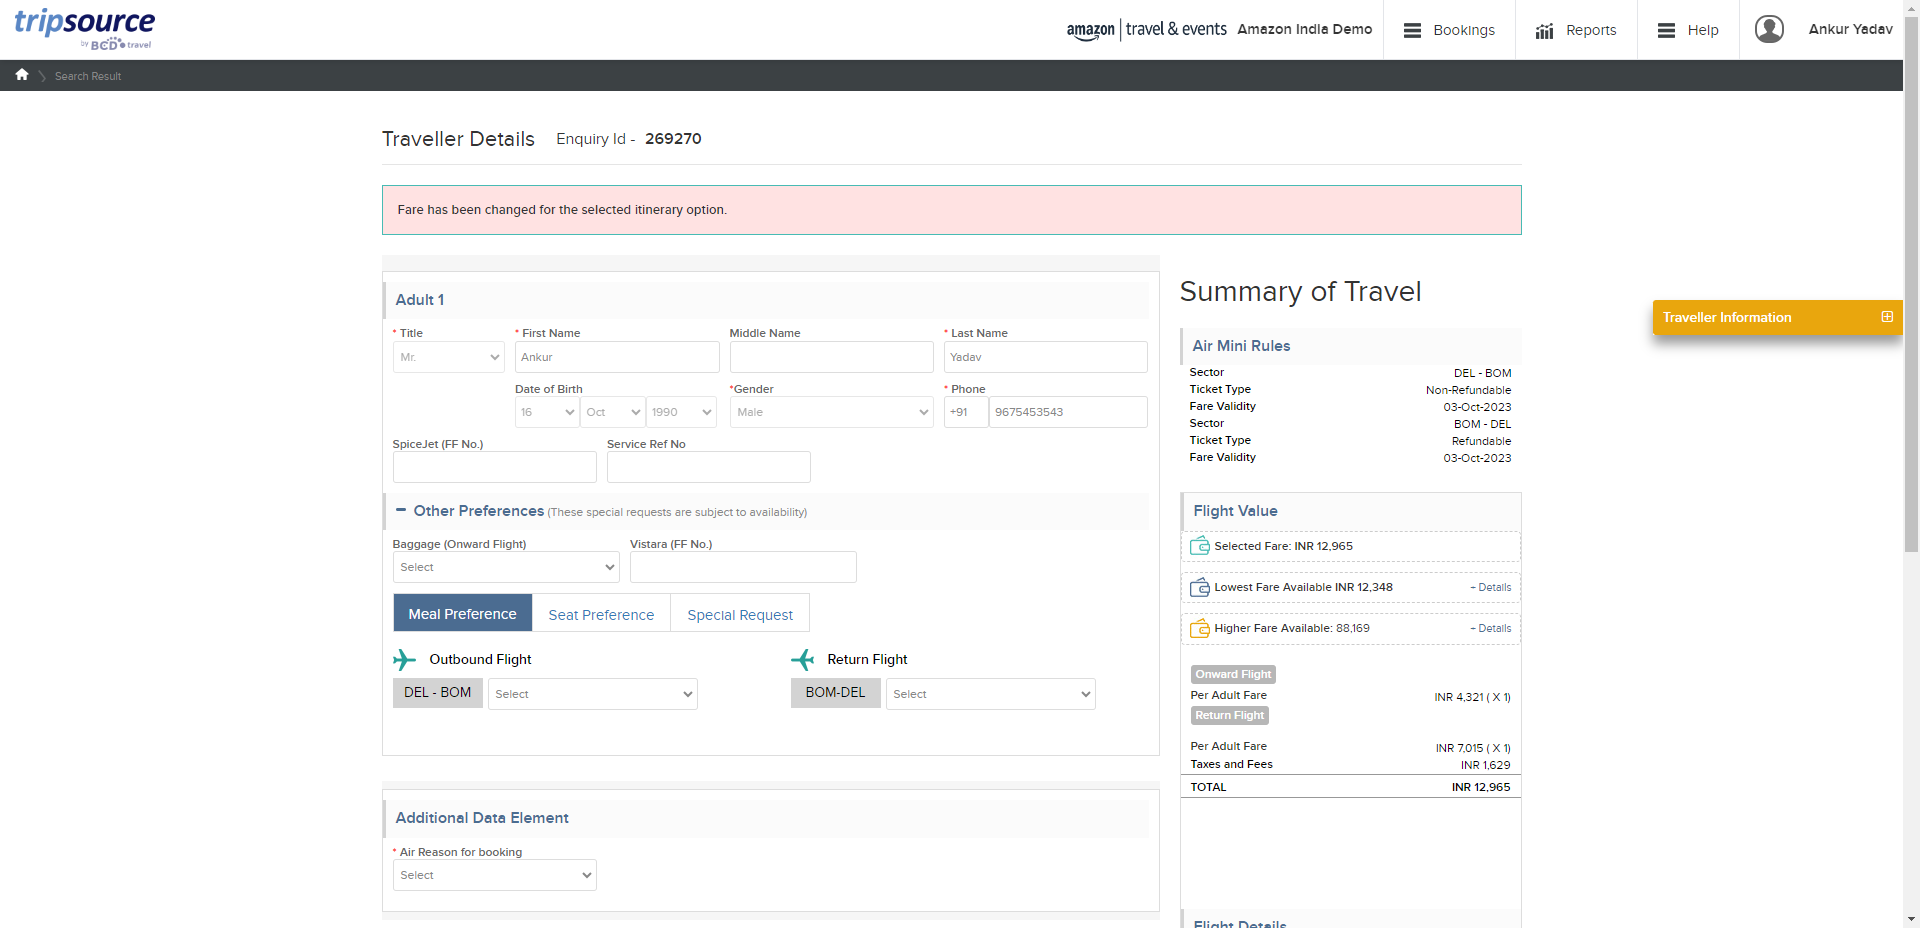 tripsource
by BCD travel
amazon travel & events
Amazon India Demo
Bookings
Reports
Help
Ankur Yadav
Search Result
Traveller Details
Enquiry Id - 269270
Fare has been changed for the selected itinerary option.
Adult 1
* Title
* First Name
Middle Name
* Last Name
Mr.
Ankur
Yadav
Date of Birth
*Gender
* Phone
16
Oct
1990
Male
+91
9675453543
SpiceJet (FF No.)
Service Ref No
Other Preferences (These special requests are subject to availability)
Baggage (Onward Flight)
Vistara (FF No.)
Select
Meal Preference
Seat Preference
Special Request
Outbound Flight
Return Flight
DEL - BOM
Select
BOM-DEL
Select
Additional Data Element
* Air Reason for booking
Select
Summary of Travel
Air Mini Rules
Sector DEL - BOM
Ticket Type Non-Refundable
Fare Validity 03-Oct-2023
Sector BOM - DEL
Ticket Type Refundable
Fare Validity 03-Oct-2023
Flight Value
Selected Fare: INR 12,965
Lowest Fare Available INR 12,348 + Details
Higher Fare Available: 88,169 + Details
Onward Flight
Per Adult Fare INR 4,321 ( X 1)
Return Flight
Per Adult Fare INR 7,015 ( X 1)
Taxes and Fees INR 1,629
TOTAL INR 12,965
Flight Details
Traveller Information